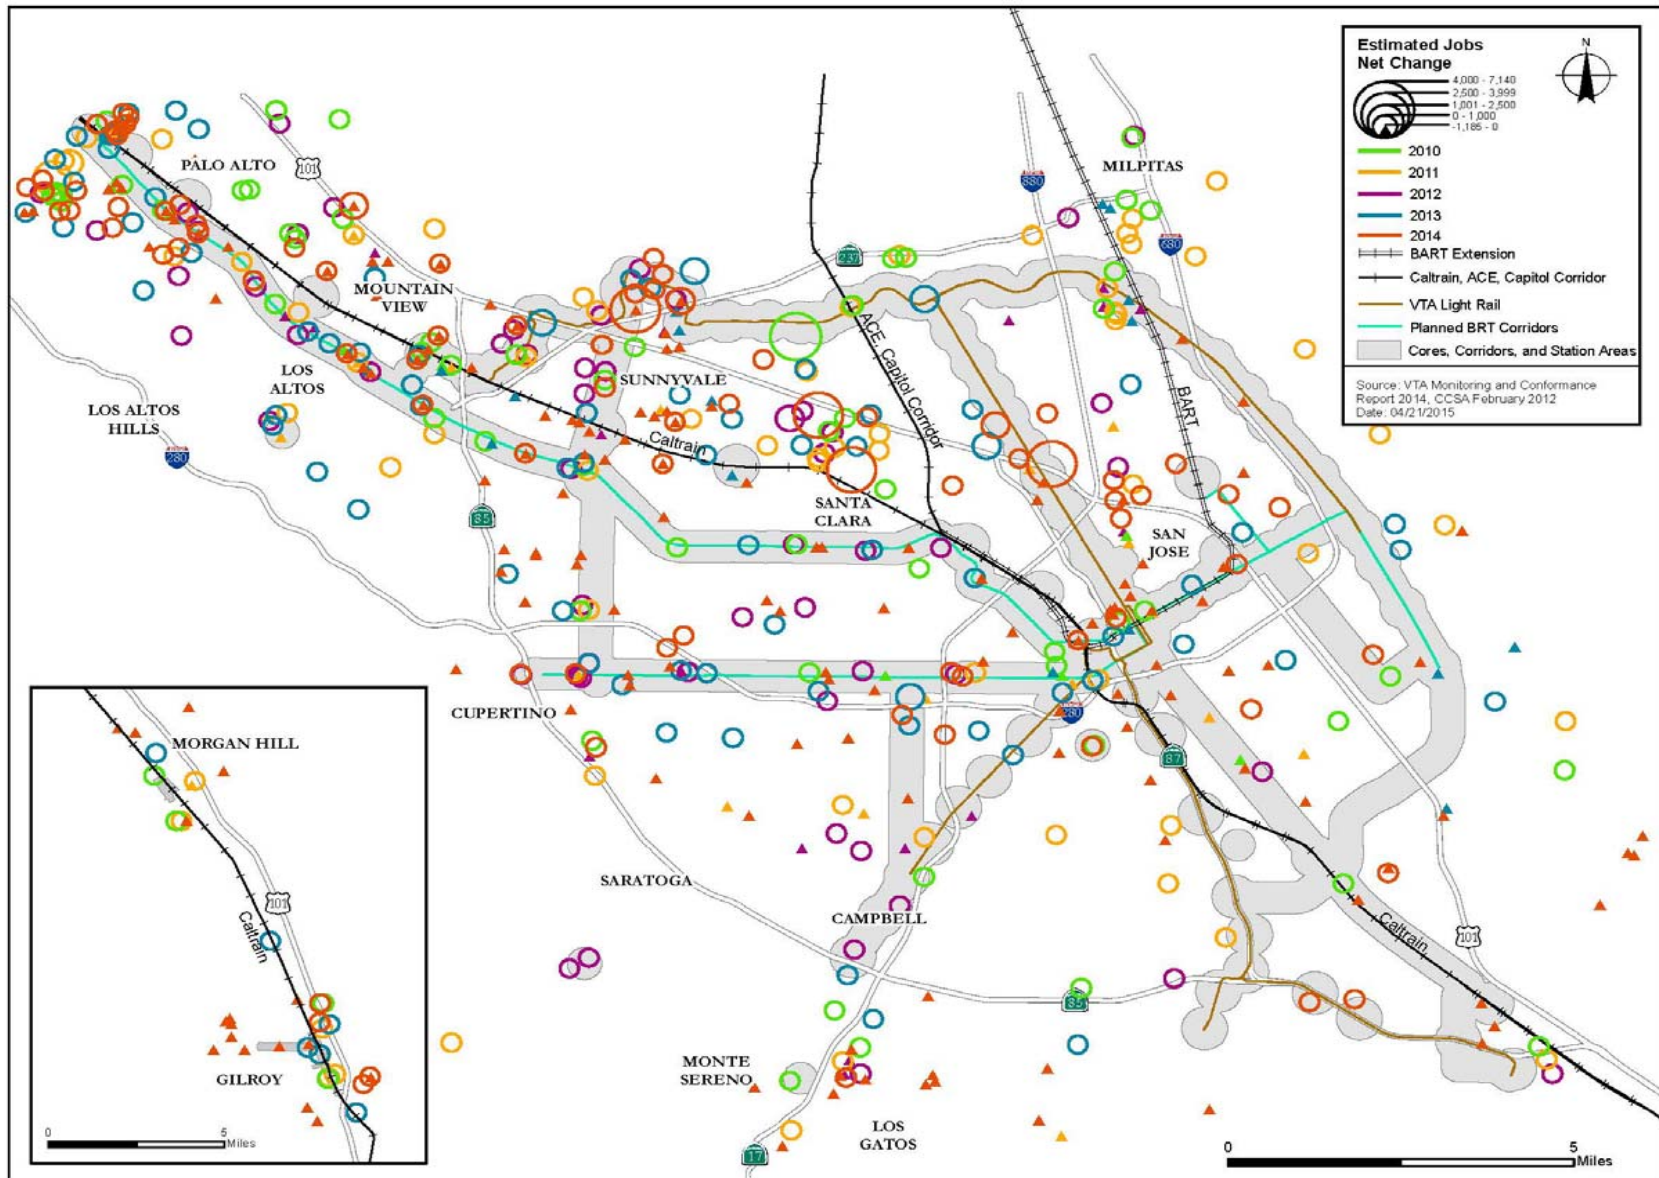 Estimated Jobs
Net Change
4,000 - 7,140
2,500 - 3,999
1,001 - 2,500
0 - 1,000
-1,185 - 0
2010
2011
2012
2013
2014
BART Extension
Caltrain, ACE, Capitol Corridor
VTA Light Rail
Planned BRT Corridors
Cores, Corridors, and Station Areas
Source: VTA Monitoring and Conformance
Report 2014, CCSA February 2012
Date: 04/21/2015
N
PALO ALTO
101
MILPITAS
880
237
680
MOUNTAIN
VIEW
ACE, Capitol Corridor
LOS
ALTOS
SUNNYVALE
BART
LOS ALTOS
HILLS
280
Caltrain
85
SANTA
CLARA
SAN
JOSE
CUPERTINO
280
87
MORGAN HILL
SARATOGA
CAMPBELL
101
Caltrain
Caltrain
101
85
GILROY
MONTE
SERENO
LOS
GATOS
17
0
5
Miles
0
5
Miles